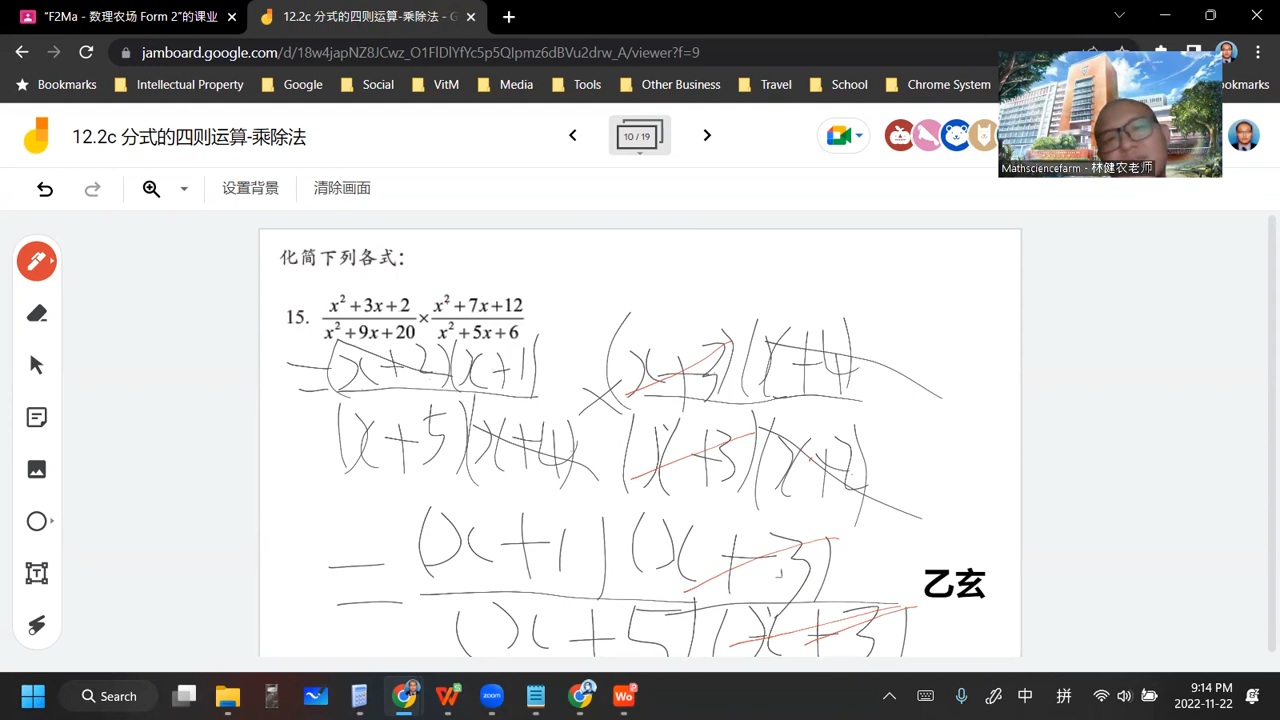 "F2Ma - 数理农场 Form 2"的课业
12.2c 分式的四则运算-乘除法 - G
jamboard.google.com
Bookmarks
Intellectual Property
Google
Social
VitM
Media
Tools
Other Business
Travel
School
Chrome System
ookmarks
12.2c 分式的四则运算-乘除法
10 / 19
Mathsciencefarm - 林健农老师
设置背景
清除画面
化简下列各式：
15. (x²+3x+2)/(x²+9x+20) × (x²+7x+12)/(x²+5x+6)
= (x+2)(x+1)/(x+5)(x+4) × (x+3)(x+4)/(x+3)(x+2)
= (x+1)(x+3)/(x+5)(x+3)
乙玄
Search
zoom
Wo
中
拼
9:14 PM
2022-11-22